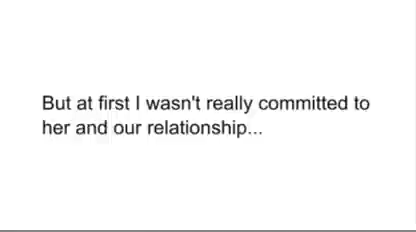 But at first I wasn't really committed to
her and our relationship...